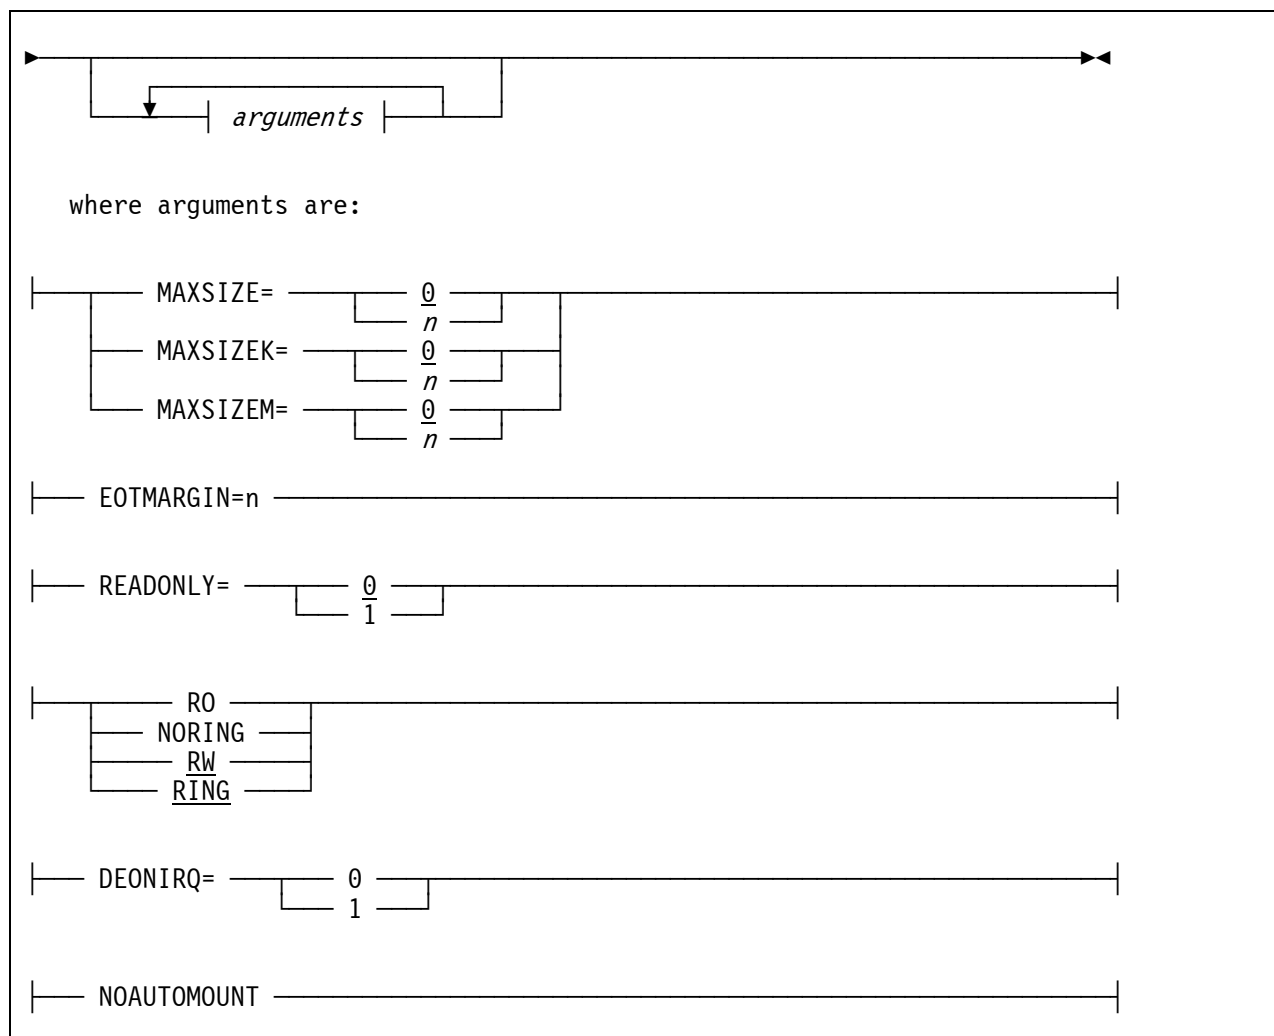 arguments
where arguments are:
MAXSIZE= 0
n
MAXSIZEK= 0
n
MAXSIZEM= 0
n
EOTMARGIN=n
READONLY= 0
1
RO
NORING
RW
RING
DEONIRQ= 0
1
NOAUTOMOUNT